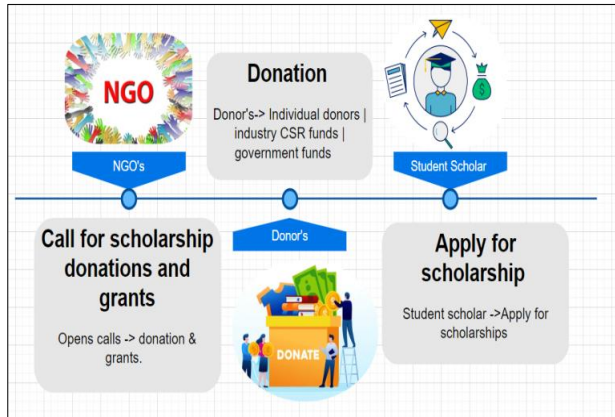 NGO
NGO's
Call for scholarship
donations and
grants
Opens calls -> donation &
grants.
Donation
Donor's-> Individual donors |
industry CSR funds |
government funds
Donor's
DONATE
Student Scholar
Apply for
scholarship
Student scholar ->Apply for
scholarships